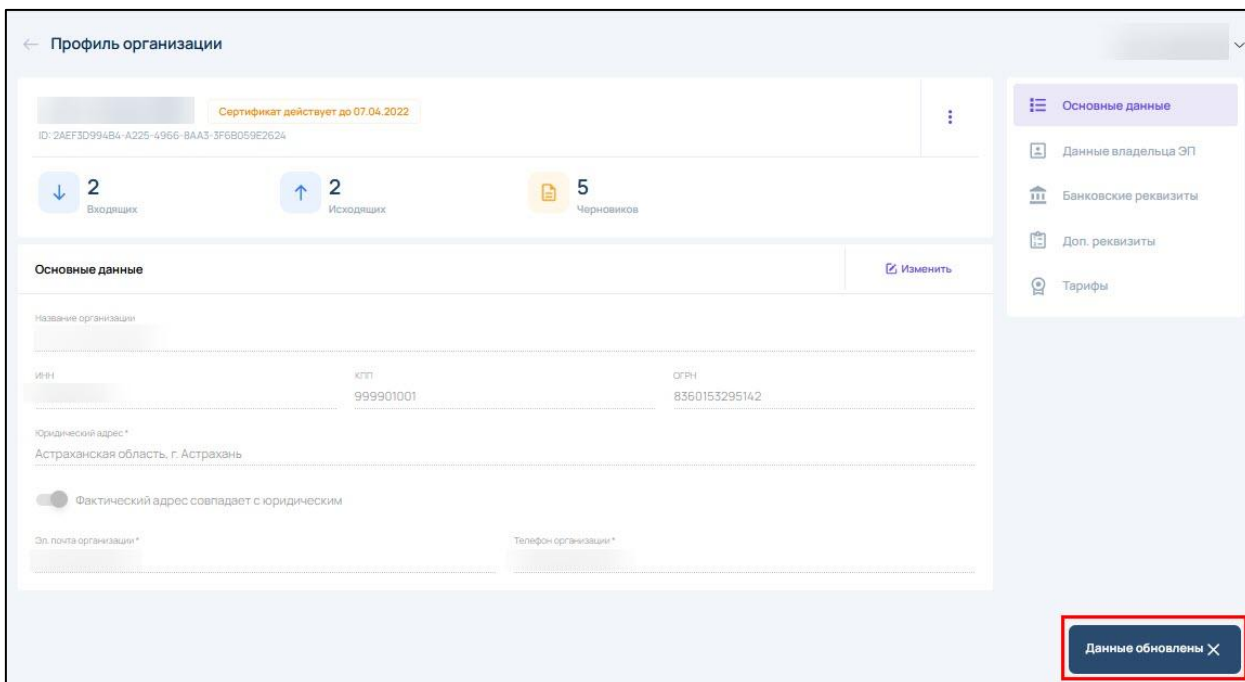 Профиль организации
Сертификат действует до 07.04.2022
ID: 2AEF3D994B4-A225-4966-8AA3-3F6B059E2624
2
Входящих
2
Исходящих
5
Черновиков
Основные данные
Изменить
Название организации
ИНН КПП ОГРН
999901001 8360153295142
Юридический адрес *
Астраханская область, г. Астрахань
Фактический адрес совпадает с юридическим
Эл. почта организации * Телефон организации *
Основные данные
Данные владельца ЭП
Банковские реквизиты
Доп. реквизиты
Тарифы
Данные обновлены